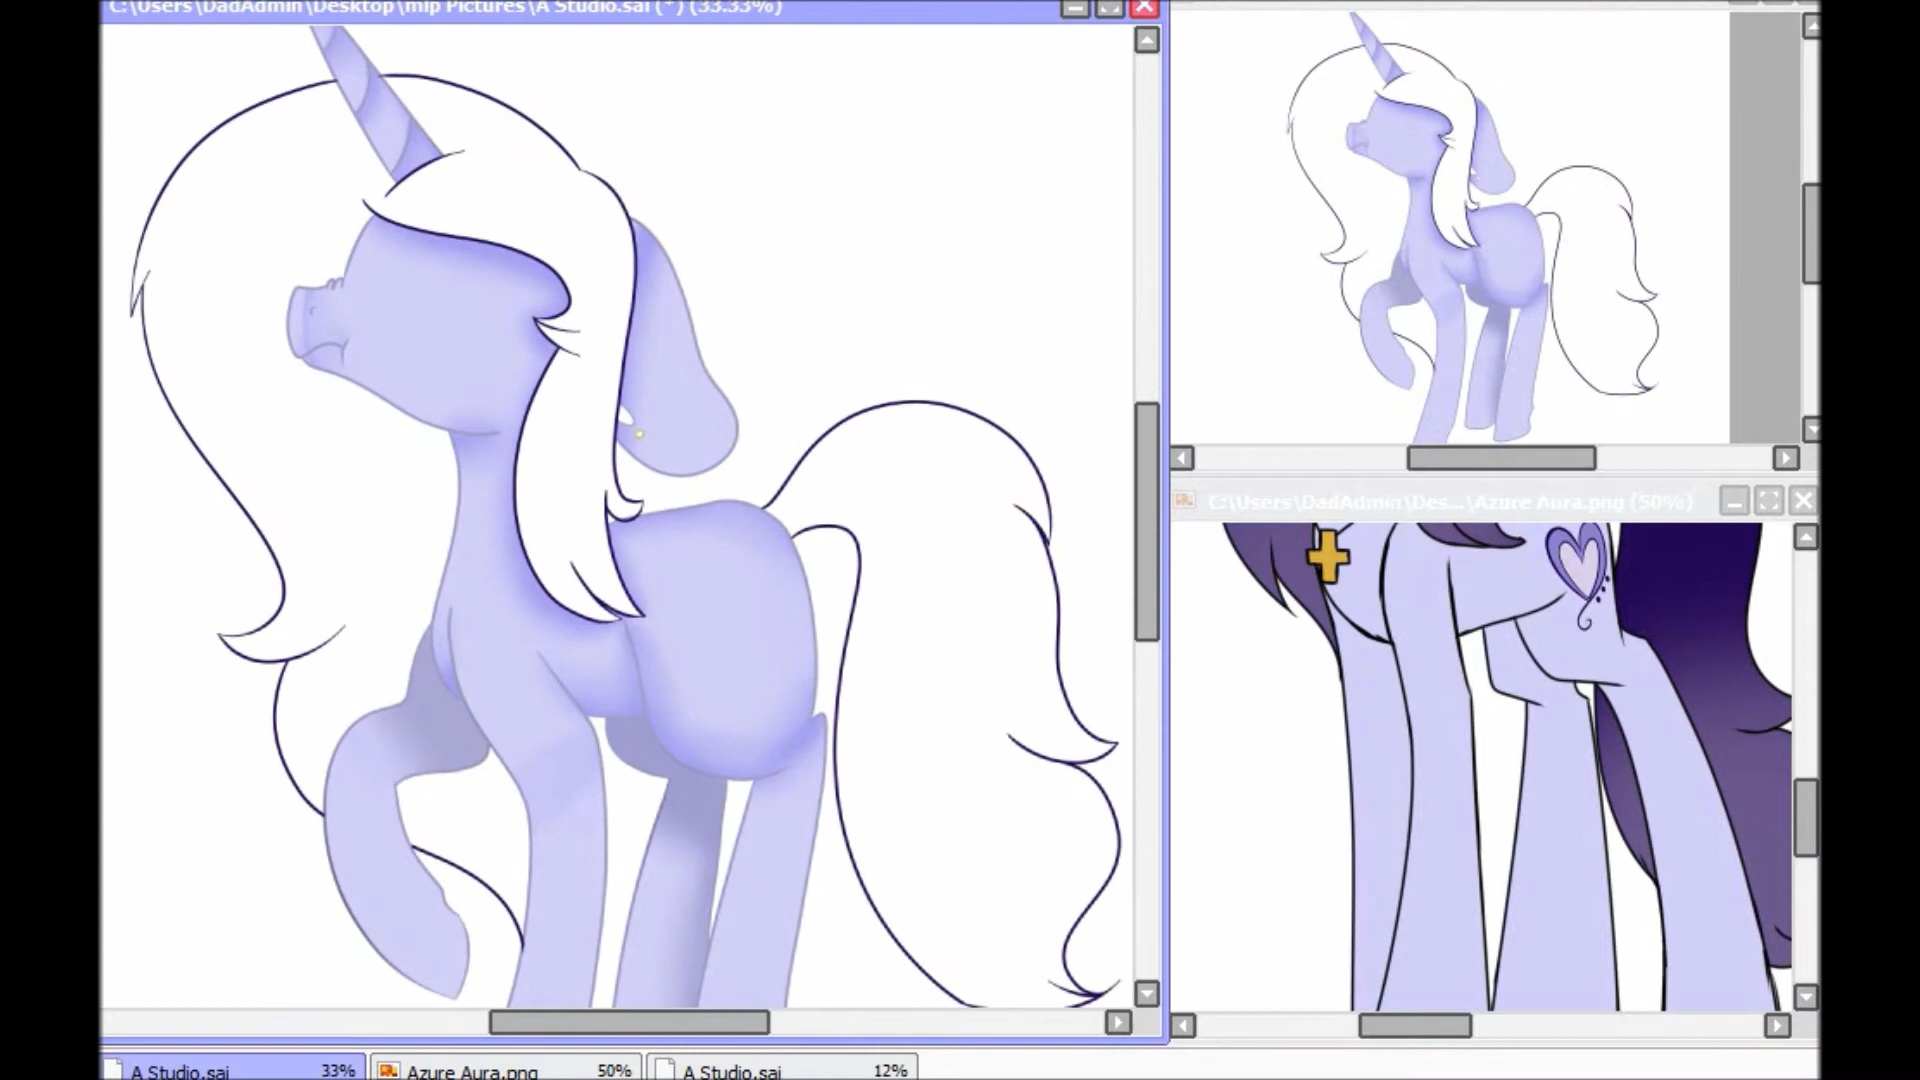 C:\Users\DadAdmin\Desktop\mlp Pictures\A Studio.sai (*) (33.33%)
C:\Users\DadAdmin\Des...\Azure Aura.png (50%)
A Studio.sai 33%
Azure Aura.png 50%
A Studio.sai 12%